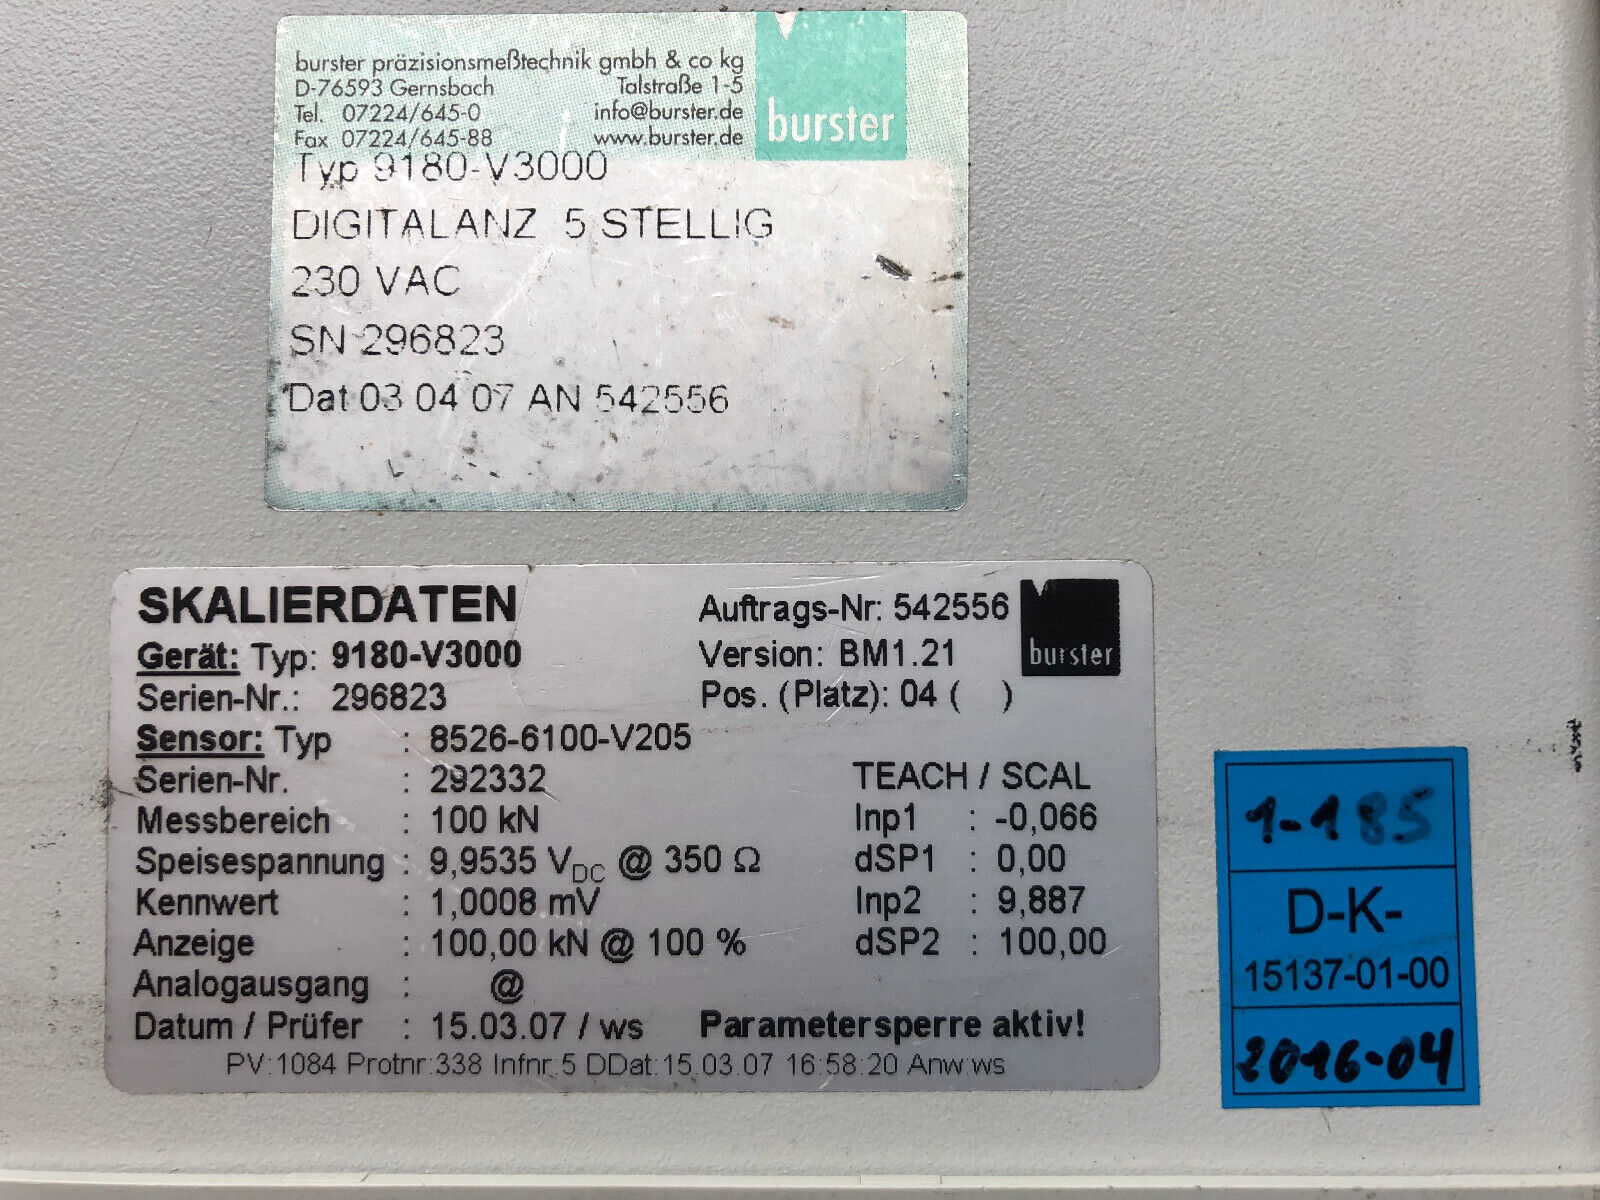 burster präzisionsmeßtechnik gmbh & co kg
D-76593 Gernsbach Talstraße 1-5
Tel. 07224/645-0 info@burster.de
Fax 07224/645-88 www.burster.de
burster
Typ 9180-V3000
DIGITALANZ 5 STELLIG
230 VAC
SN 296823
Dat 03 04 07 AN 542556
SKALIERDATEN Auftrags-Nr: 542556
burster
Gerät: Typ: 9180-V3000 Version: BM1.21
Serien-Nr.: 296823 Pos. (Platz): 04 ( )
Sensor: Typ : 8526-6100-V205
Serien-Nr. : 292332 TEACH / SCAL
Messbereich : 100 kN Inp1 : -0,066
Speisespannung : 9,9535 VDC @ 350 Ω dSP1 : 0,00
Kennwert : 1,0008 mV Inp2 : 9,887
Anzeige : 100,00 kN @ 100 % dSP2 : 100,00
Analogausgang : @
Datum / Prüfer : 15.03.07 / ws Parametersperre aktiv!
PV:1084 Protnr:338 Infnr:5 DDat:15.03.07 16:58:20 Anw:ws
1-185
D-K-
15137-01-00
2016-04